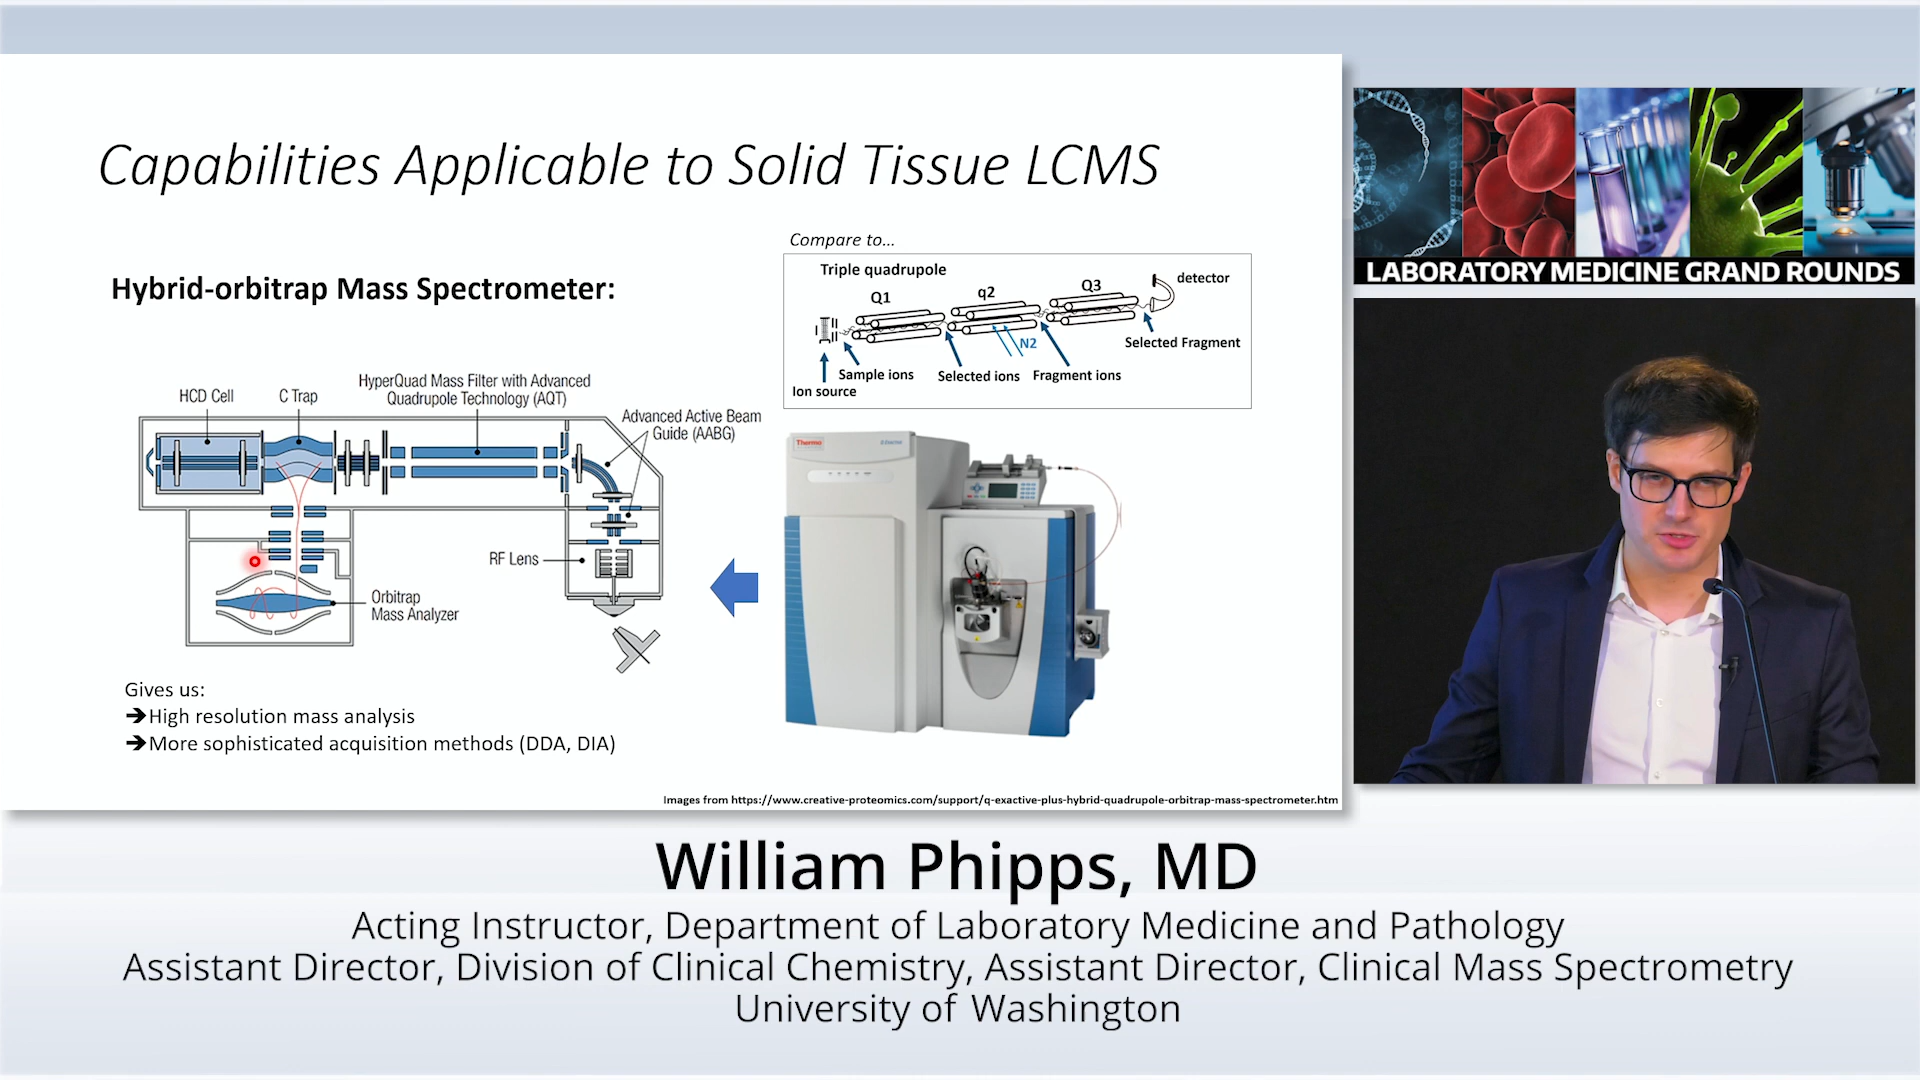 Capabilities Applicable to Solid Tissue LCMS
Compare to...
Hybrid-orbitrap Mass Spectrometer:
Triple quadrupole
Q1
q2
Q3
detector
N2
Selected Fragment
Sample ions
Selected ions
Fragment ions
Ion source
HCD Cell
C Trap
HyperQuad Mass Filter with Advanced
Quadrupole Technology (AQT)
Advanced Active Beam
Guide (AABG)
RF Lens
Orbitrap
Mass Analyzer
Thermo
Gives us:
➔High resolution mass analysis
➔More sophisticated acquisition methods (DDA, DIA)
Images from https://www.creative-proteomics.com/support/q-exactive-plus-hybrid-quadrupole-orbitrap-mass-spectrometer.htm
LABORATORY MEDICINE GRAND ROUNDS
William Phipps, MD
Acting Instructor, Department of Laboratory Medicine and Pathology
Assistant Director, Division of Clinical Chemistry, Assistant Director, Clinical Mass Spectrometry
University of Washington